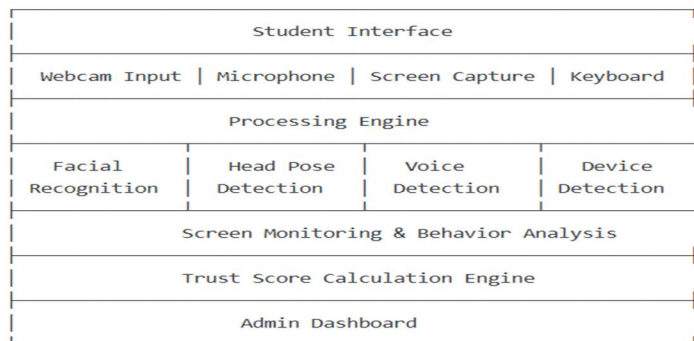 Student Interface
Webcam Input | Microphone | Screen Capture | Keyboard
Processing Engine
Facial | Head Pose | Voice | Device
Recognition | Detection | Detection | Detection
Screen Monitoring & Behavior Analysis
Trust Score Calculation Engine
Admin Dashboard